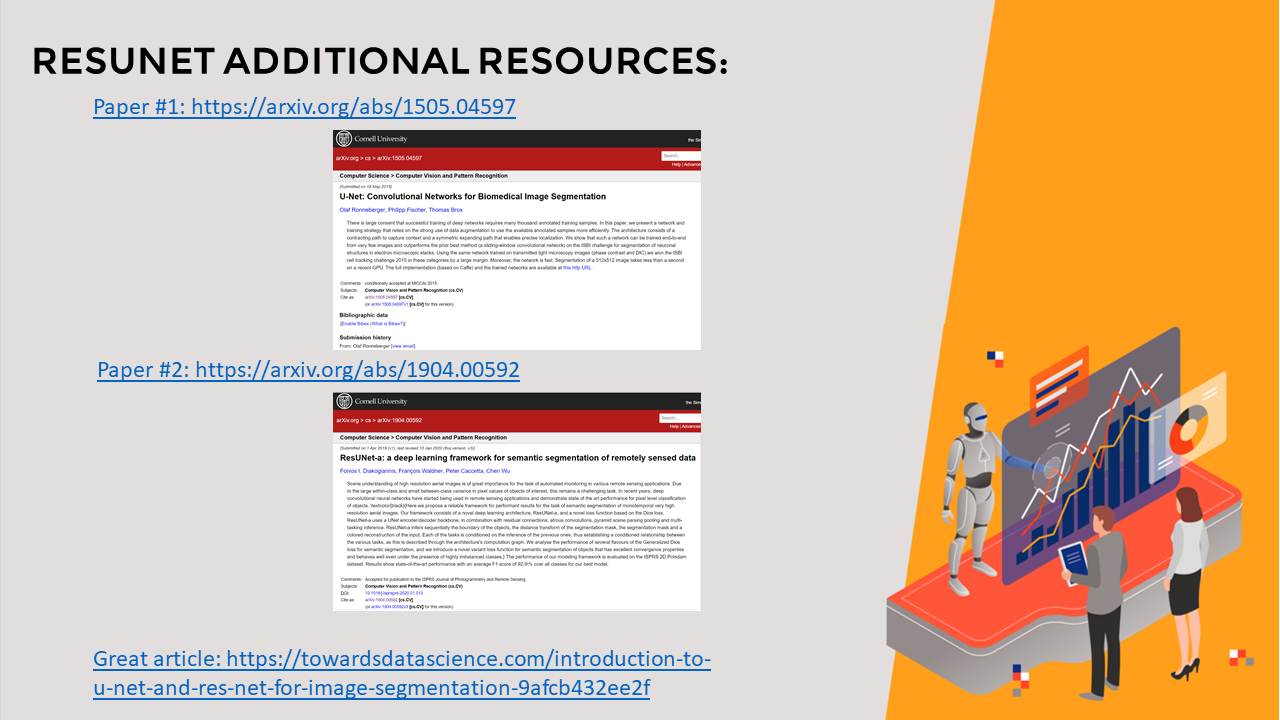 RESUNET ADDITIONAL RESOURCES:
Paper #1: https://arxiv.org/abs/1505.04597
Cornell University
the Sim
arXiv.org > cs > arXiv:1505.04597
Search...
Help | Advance
Computer Science > Computer Vision and Pattern Recognition
[Submitted on 18 May 2015]
U-Net: Convolutional Networks for Biomedical Image Segmentation
Olaf Ronneberger, Philipp Fischer, Thomas Brox
There is large consent that successful training of deep networks requires many thousand annotated training samples. In this paper, we present a network and
training strategy that relies on the strong use of data augmentation to use the available annotated samples more efficiently. The architecture consists of a
contracting path to capture context and a symmetric expanding path that enables precise localization. We show that such a network can be trained end-to-end
from very few images and outperforms the prior best method (a sliding-window convolutional network) on the ISBI challenge for segmentation of neuronal
structures in electron microscopic stacks. Using the same network trained on transmitted light microscopy images (phase contrast and DIC) we won the ISBI
cell tracking challenge 2015 in these categories by a large margin. Moreover, the network is fast. Segmentation of a 512x512 image takes less than a second
on a recent GPU. The full implementation (based on Caffe) and the trained networks are available at this http URL .
Comments: conditionally accepted at MICCAI 2015
Subjects: Computer Vision and Pattern Recognition (cs.CV)
Cite as: arXiv:1505.04597 [cs.CV]
(or arXiv:1505.04597v1 [cs.CV] for this version)
Bibliographic data
[Enable Bibex (What is Bibex?)]
Submission history
From: Olaf Ronneberger [view email]
Paper #2: https://arxiv.org/abs/1904.00592
Cornell University
the Sim
arXiv.org > cs > arXiv:1904.00592
Search...
Help | Advanced
Computer Science > Computer Vision and Pattern Recognition
[Submitted on 1 Apr 2019 (v1), last revised 15 Jan 2020 (this version, v3)]
ResUNet-a: a deep learning framework for semantic segmentation of remotely sensed data
Foivos I. Diakogiannis, François Waldner, Peter Caccetta, Chen Wu
Scene understanding of high resolution aerial images is of great importance for the task of automated monitoring in various remote sensing applications. Due
to the large within-class and small between-class variance in pixel values of objects of interest, this remains a challenging task. In recent years, deep
convolutional neural networks have started being used in remote sensing applications and demonstrate state of the art performance for pixel level classification
of objects. \textcolor{black}{Here we propose a reliable framework for performant results for the task of semantic segmentation of monotemporal very high
resolution aerial images. Our framework consists of a novel deep learning architecture, ResUNet-a, and a novel loss function based on the Dice loss.
ResUNet-a uses a UNet encoder/decoder backbone, in combination with residual connections, atrous convolutions, pyramid scene parsing pooling and multi-
tasking inference. ResUNet-a infers sequentially the boundary of the objects, the distance transform of the segmentation mask, the segmentation mask and a
colored reconstruction of the input. Each of the tasks is conditioned on the inference of the previous ones, thus establishing a conditioned relationship between
the various tasks, as this is described through the architecture's computation graph. We analyse the performance of several flavours of the Generalized Dice
loss for semantic segmentation, and we introduce a novel variant loss function for semantic segmentation of objects that has excellent convergence properties
and behaves well even under the presence of highly imbalanced classes.} The performance of our modeling framework is evaluated on the ISPRS 2D Potsdam
dataset. Results show state-of-the-art performance with an average F1 score of 92.9\% over all classes for our best model.
Comments: Accepted for publication to the ISPRS Journal of Photogrammetry and Remote Sensing
Subjects: Computer Vision and Pattern Recognition (cs.CV)
DOI: 10.1016/j.isprsjprs.2020.01.013
Cite as: arXiv:1904.00592 [cs.CV]
(or arXiv:1904.00592v3 [cs.CV] for this version)
Great article: https://towardsdatascience.com/introduction-to-
u-net-and-res-net-for-image-segmentation-9afcb432ee2f